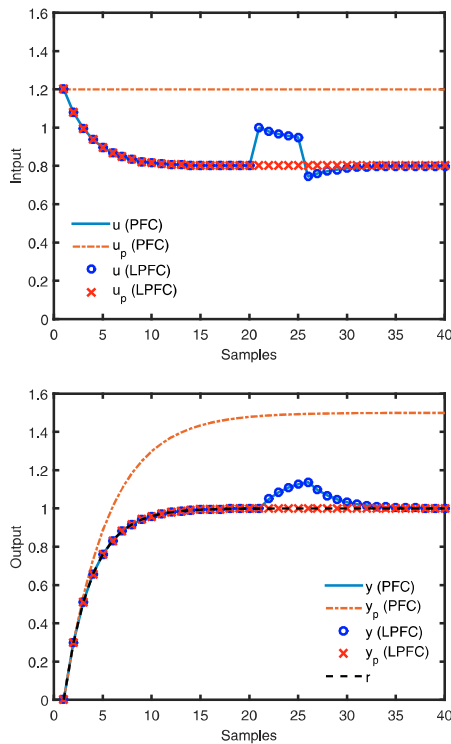 1.6
1.4
1.2
1
0.8
0.6
0.4
0.2
0
Intput
u (PFC)
u_p (PFC)
u (LPFC)
u_p (LPFC)
0 5 10 15 20 25 30 35 40
Samples
1.6
1.4
1.2
1
0.8
0.6
0.4
0.2
0
Output
y (PFC)
y_p (PFC)
y (LPFC)
y_p (LPFC)
r
0 5 10 15 20 25 30 35 40
Samples